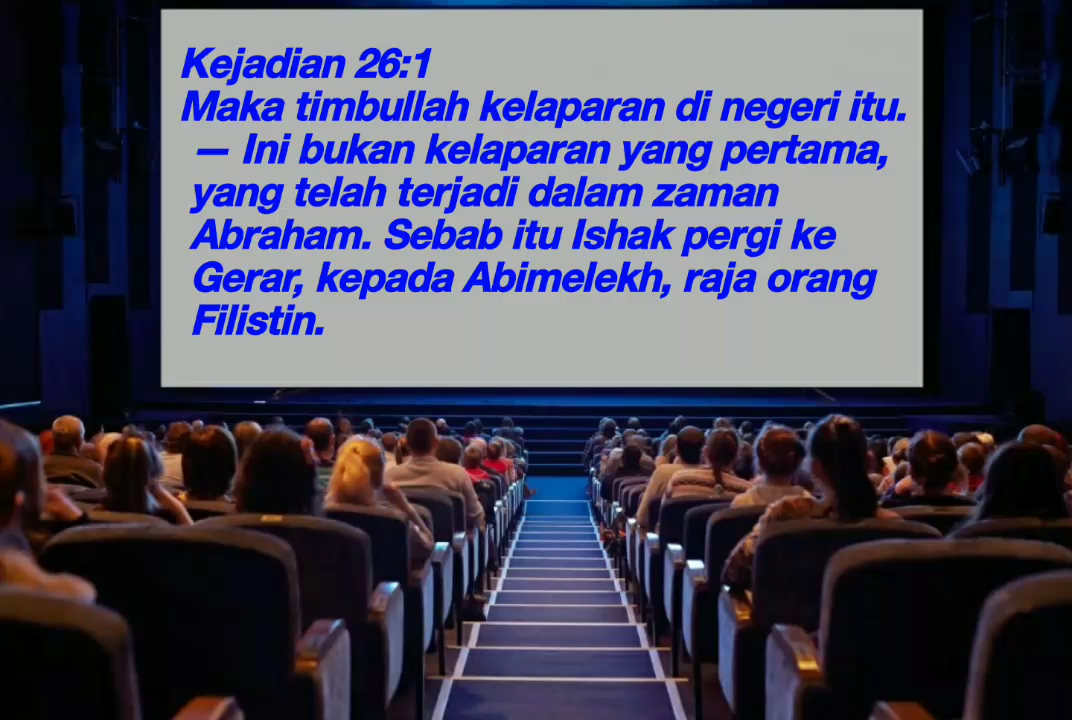 Kejadian 26:1
Maka timbullah kelaparan di negeri itu.
— Ini bukan kelaparan yang pertama,
yang telah terjadi dalam zaman
Abraham. Sebab itu Ishak pergi ke
Gerar, kepada Abimelekh, raja orang
Filistin.